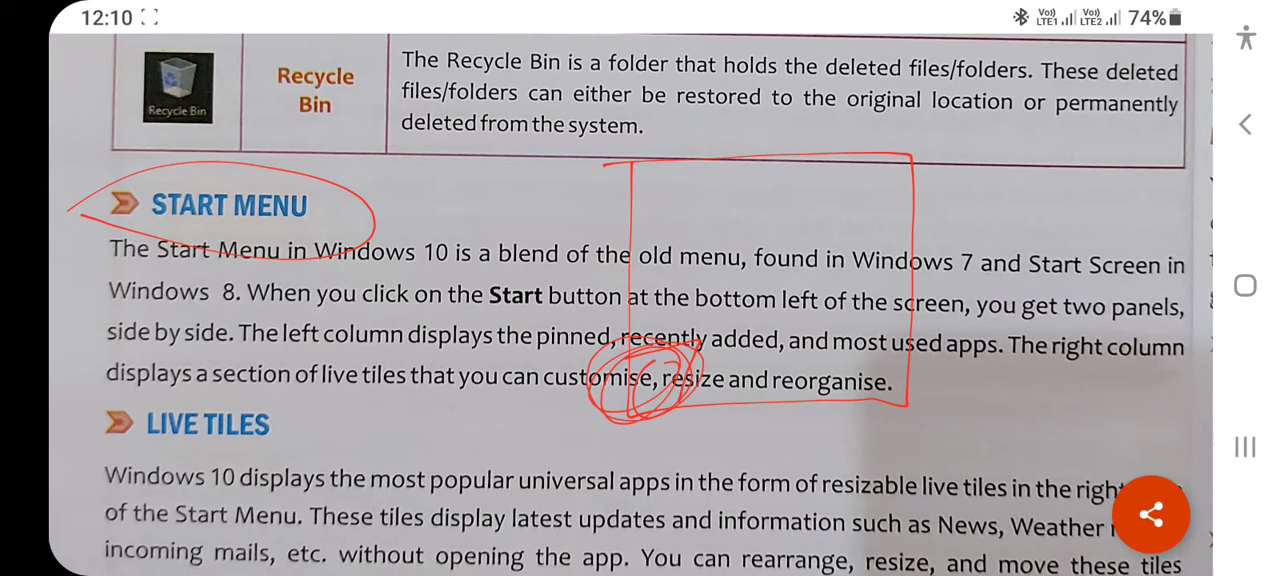 12:10
Vo)) LTE1 Vo)) LTE2 74%
Recycle Bin
Recycle
Bin
The Recycle Bin is a folder that holds the deleted files/folders. These deleted
files/folders can either be restored to the original location or permanently
deleted from the system.
START MENU
The Start Menu in Windows 10 is a blend of the old menu, found in Windows 7 and Start Screen in
Windows 8. When you click on the Start button at the bottom left of the screen, you get two panels,
side by side. The left column displays the pinned, recently added, and most used apps. The right column
displays a section of live tiles that you can customise, resize and reorganise.
LIVE TILES
Windows 10 displays the most popular universal apps in the form of resizable live tiles in the
of the Start Menu. These tiles display latest updates and information such as News, Weather
incoming mails, etc. without opening the app. You can rearrange, resize, and move these tiles